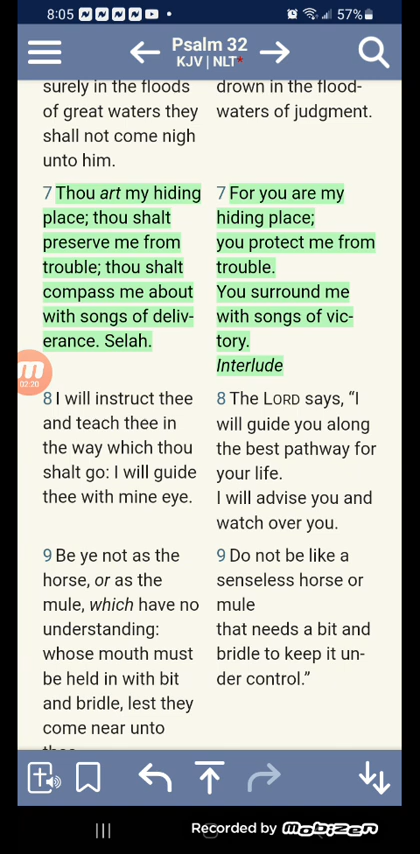 8:05 57%
Psalm 32
KJV | NLT*
surely in the floods
of great waters they
shall not come nigh
unto him.
7 Thou art my hiding
place; thou shalt
preserve me from
trouble; thou shalt
compass me about
with songs of deliv-
erance. Selah.
8 I will instruct thee
and teach thee in
the way which thou
shalt go: I will guide
thee with mine eye.
9 Be ye not as the
horse, or as the
mule, which have no
understanding:
whose mouth must
be held in with bit
and bridle, lest they
come near unto
drown in the flood-
waters of judgment.
7 For you are my
hiding place;
you protect me from
trouble.
You surround me
with songs of vic-
tory.
Interlude
8 The LORD says, “I
will guide you along
the best pathway for
your life.
I will advise you and
watch over you.
9 Do not be like a
senseless horse or
mule
that needs a bit and
bridle to keep it un-
der control.”
m
02:20
Recorded by Mobizen